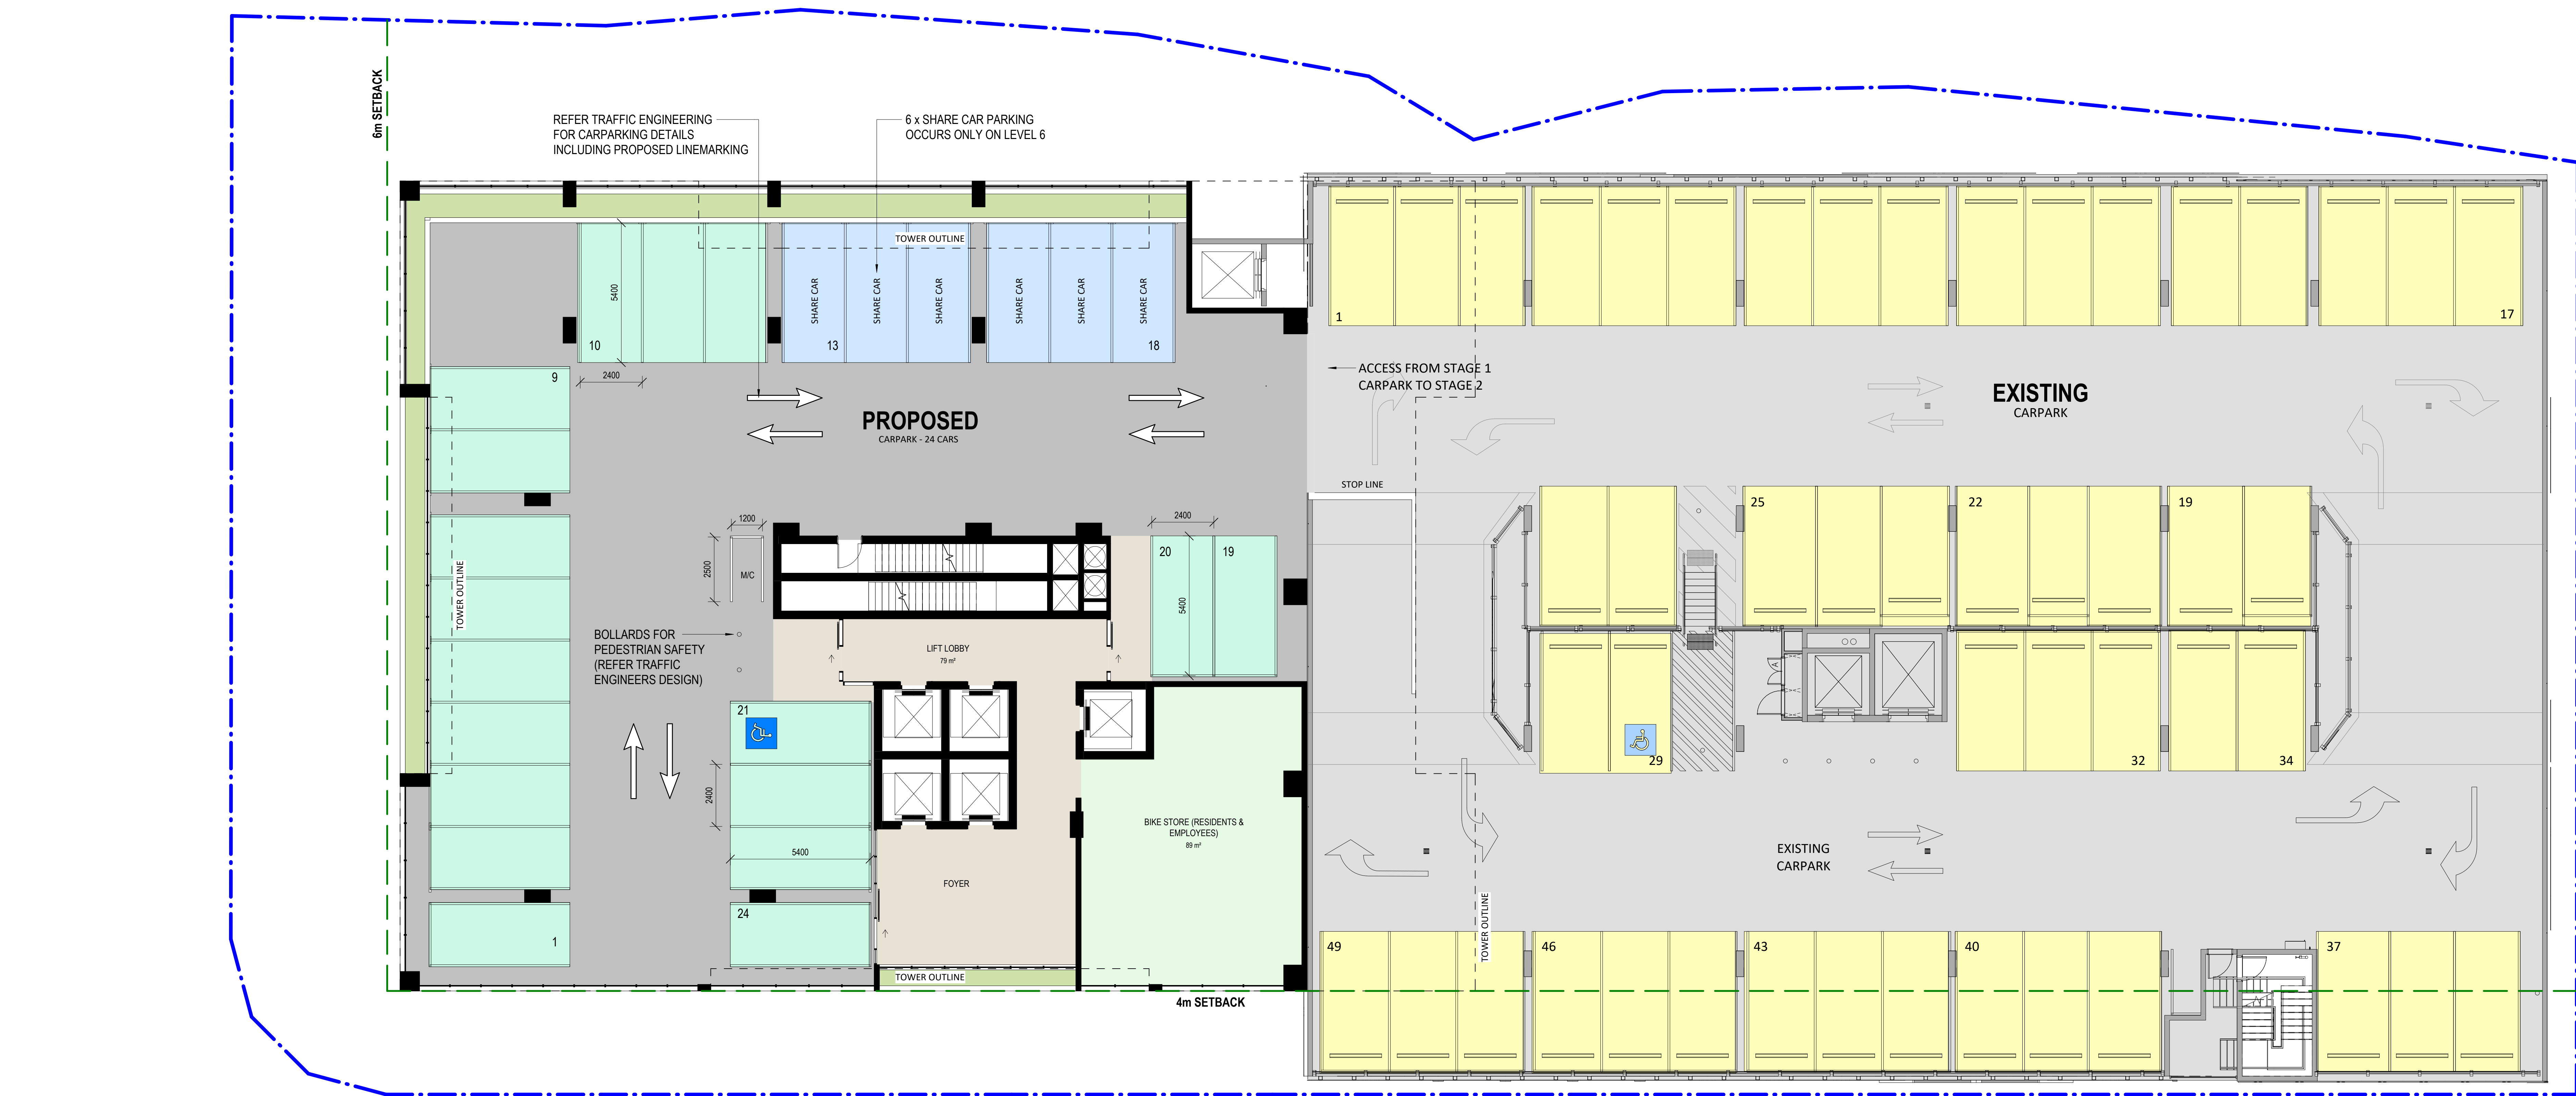 6m SETBACK
REFER TRAFFIC ENGINEERING
FOR CARPARKING DETAILS
INCLUDING PROPOSED LINEMARKING
6 x SHARE CAR PARKING
OCCURS ONLY ON LEVEL 6
TOWER OUTLINE
5400
SHARE CAR
SHARE CAR
SHARE CAR
SHARE CAR
SHARE CAR
SHARE CAR
10
13
18
1
17
2400
9
ACCESS FROM STAGE 1
CARPARK TO STAGE 2
PROPOSED
CARPARK - 24 CARS
EXISTING
CARPARK
STOP LINE
1200
2500
M/C
2400
20
19
5400
25
22
19
TOWER OUTLINE
BOLLARDS FOR
PEDESTRIAN SAFETY
(REFER TRAFFIC
ENGINEERS DESIGN)
LIFT LOBBY
79 m²
A
21
29
32
34
2400
5400
BIKE STORE (RESIDENTS &
EMPLOYEES)
89 m²
EXISTING
CARPARK
FOYER
TOWER OUTLINE
24
1
49
46
43
40
37
TOWER OUTLINE
4m SETBACK